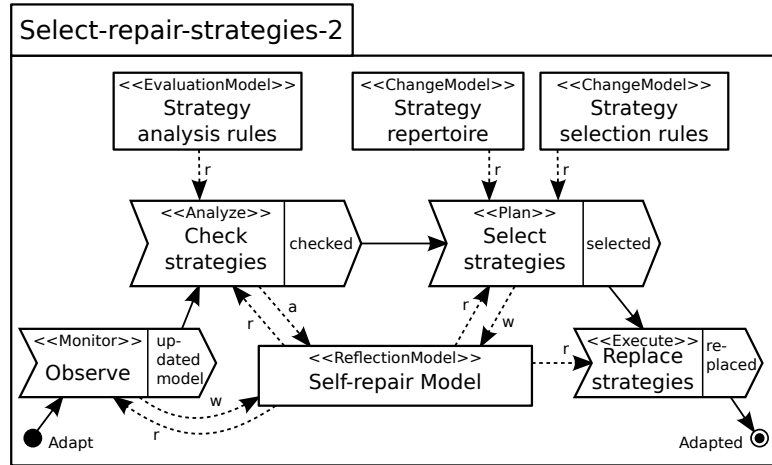 Select-repair-strategies-2
<<EvaluationModel>>
Strategy
analysis rules
<<ChangeModel>>
Strategy
repertoire
<<ChangeModel>>
Strategy
selection rules
r
r
r
<<Analyze>>
Check
strategies
checked
<<Plan>>
Select
strategies
selected
a
r
r
w
<<Monitor>>
Observe
up-
dated
model
<<ReflectionModel>>
Self-repair Model
r
<<Execute>>
Replace
strategies
re-
placed
w
r
Adapt
Adapted